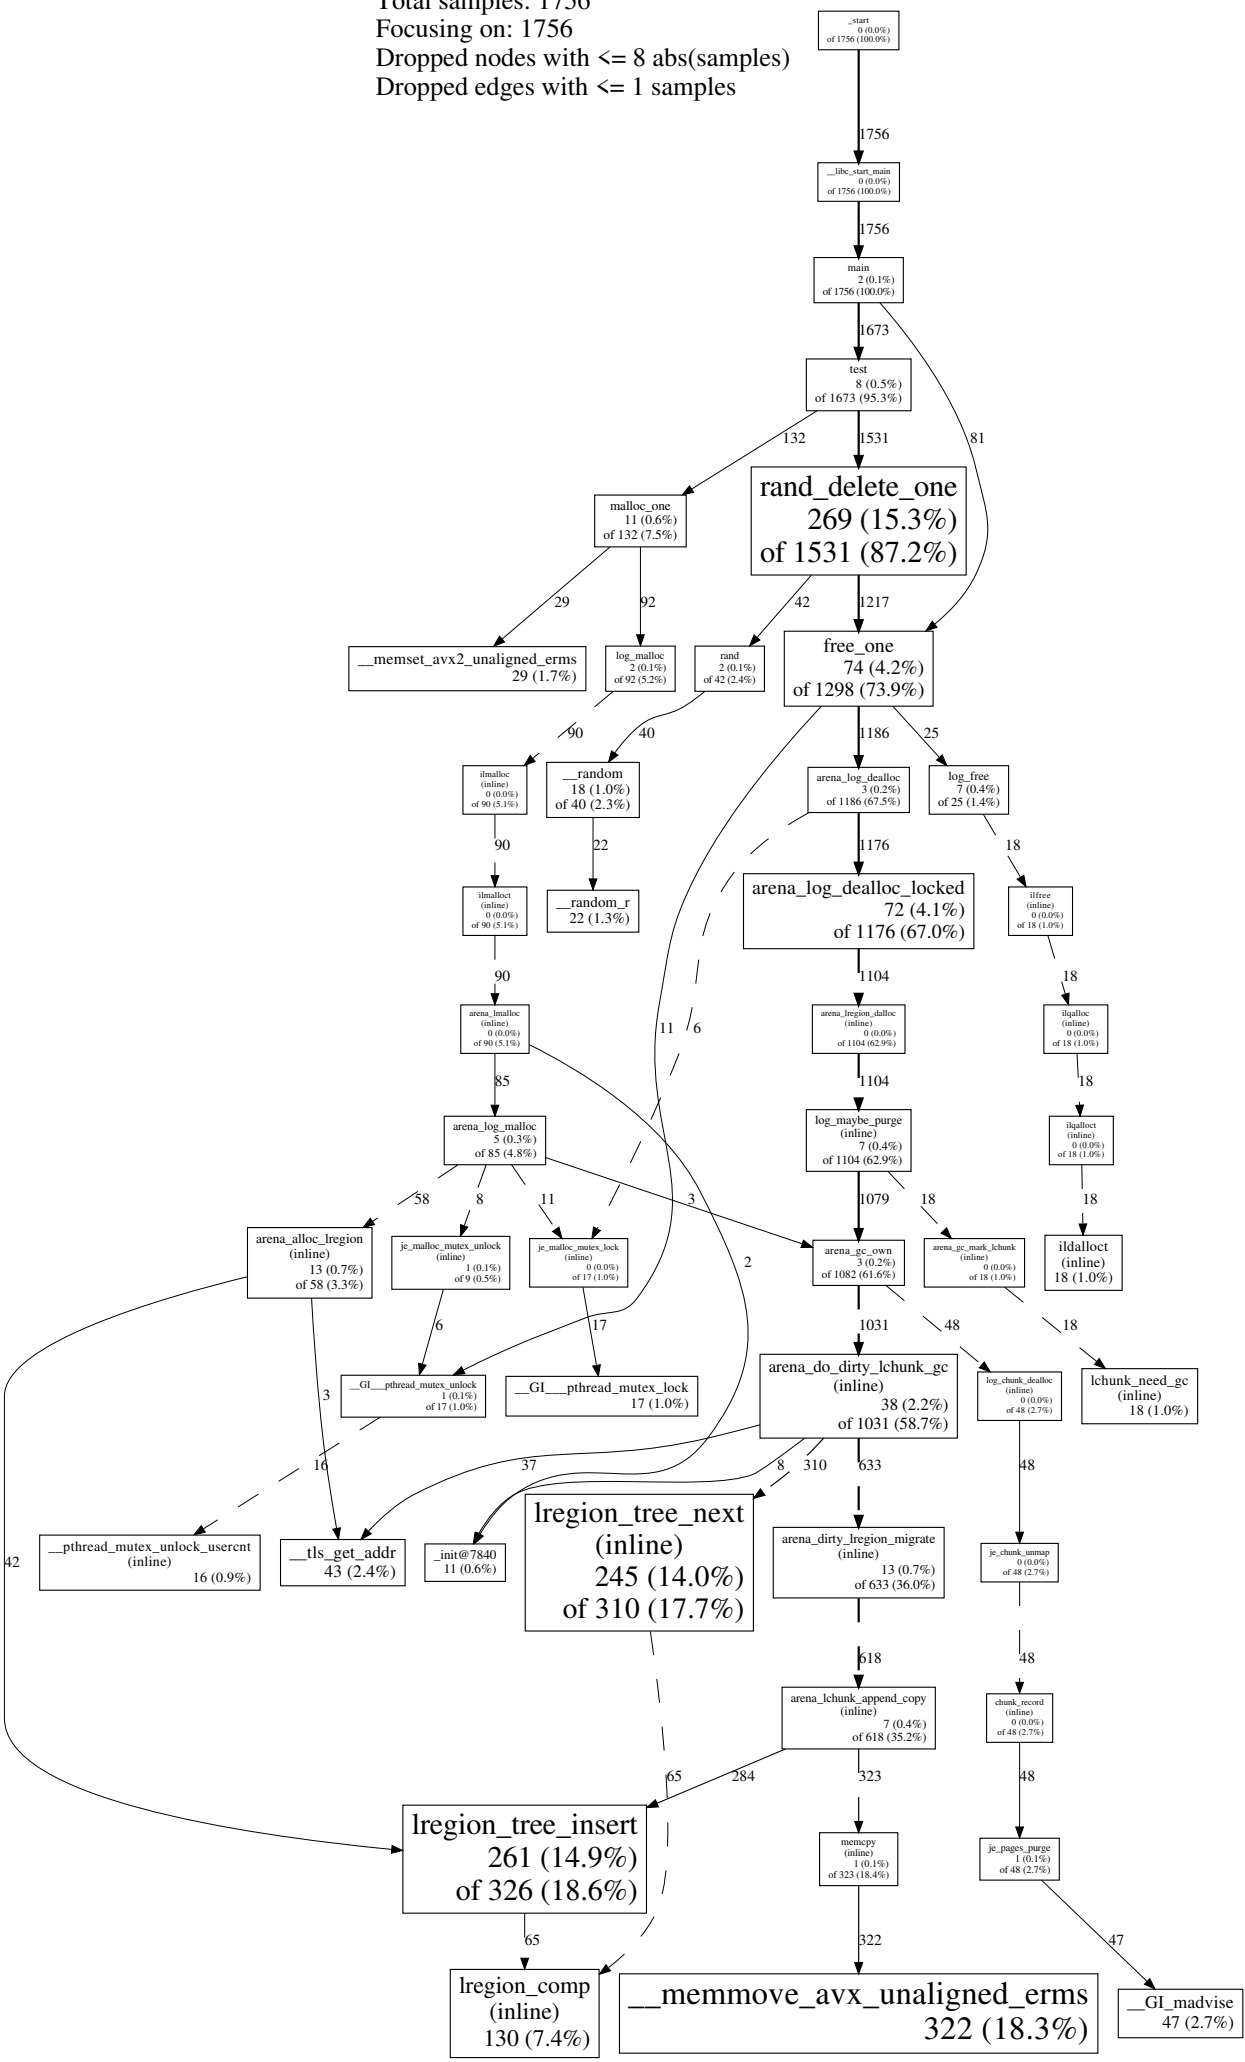 Total samples: 1756
Focusing on: 1756
Dropped nodes with <= 8 abs(samples)
Dropped edges with <= 1 samples
_start
0 (0.0%)
of 1756 (100.0%)
1756
__libc_start_main
0 (0.0%)
of 1756 (100.0%)
1756
main
2 (0.1%)
of 1756 (100.0%)
1673
81
test
8 (0.5%)
of 1673 (95.3%)
132
1531
malloc_one
11 (0.6%)
of 132 (7.5%)
rand_delete_one
269 (15.3%)
of 1531 (87.2%)
29
92
42
1217
__memset_avx2_unaligned_erms
29 (1.7%)
log_malloc
2 (0.1%)
of 92 (5.2%)
rand
2 (0.1%)
of 42 (2.4%)
free_one
74 (4.2%)
of 1298 (73.9%)
90
40
1186
25
ilmalloc
(inline)
0 (0.0%)
of 90 (5.1%)
__random
18 (1.0%)
of 40 (2.3%)
arena_log_dealloc
3 (0.2%)
of 1186 (67.5%)
log_free
7 (0.4%)
of 25 (1.4%)
90
22
1176
18
ilmalloct
(inline)
0 (0.0%)
of 90 (5.1%)
__random_r
22 (1.3%)
arena_log_dealloc_locked
72 (4.1%)
of 1176 (67.0%)
ilfree
(inline)
0 (0.0%)
of 18 (1.0%)
90
1104
18
arena_lmalloc
(inline)
0 (0.0%)
of 90 (5.1%)
11
6
arena_lregion_dalloc
(inline)
0 (0.0%)
of 1104 (62.9%)
ilqalloc
(inline)
0 (0.0%)
of 18 (1.0%)
85
1104
18
arena_log_malloc
5 (0.3%)
of 85 (4.8%)
log_maybe_purge
(inline)
7 (0.4%)
of 1104 (62.9%)
ilqalloct
(inline)
0 (0.0%)
of 18 (1.0%)
58
8
11
3
1079
18
18
arena_alloc_lregion
(inline)
13 (0.7%)
of 58 (3.3%)
je_malloc_mutex_unlock
(inline)
1 (0.1%)
of 9 (0.5%)
je_malloc_mutex_lock
(inline)
0 (0.0%)
of 17 (1.0%)
2
arena_gc_own
3 (0.2%)
of 1082 (61.6%)
arena_gc_mark_lchunk
(inline)
0 (0.0%)
of 18 (1.0%)
ildalloct
(inline)
18 (1.0%)
6
17
1031
48
18
3
__GI___pthread_mutex_unlock
1 (0.1%)
of 17 (1.0%)
__GI___pthread_mutex_lock
17 (1.0%)
arena_do_dirty_lchunk_gc
(inline)
38 (2.2%)
of 1031 (58.7%)
log_chunk_dealloc
(inline)
0 (0.0%)
of 48 (2.7%)
lchunk_need_gc
(inline)
18 (1.0%)
16
37
8
310
633
48
42
__pthread_mutex_unlock_usercnt
(inline)
16 (0.9%)
__tls_get_addr
43 (2.4%)
_init@7840
11 (0.6%)
lregion_tree_next
(inline)
245 (14.0%)
of 310 (17.7%)
arena_dirty_lregion_migrate
(inline)
13 (0.7%)
of 633 (36.0%)
je_chunk_unmap
0 (0.0%)
of 48 (2.7%)
618
48
arena_lchunk_append_copy
(inline)
7 (0.4%)
of 618 (35.2%)
chunk_record
(inline)
0 (0.0%)
of 48 (2.7%)
65
284
323
48
lregion_tree_insert
261 (14.9%)
of 326 (18.6%)
memcpy
(inline)
1 (0.1%)
of 323 (18.4%)
je_pages_purge
1 (0.1%)
of 48 (2.7%)
65
322
47
lregion_comp
(inline)
130 (7.4%)
__memmove_avx_unaligned_erms
322 (18.3%)
__GI_madvise
47 (2.7%)